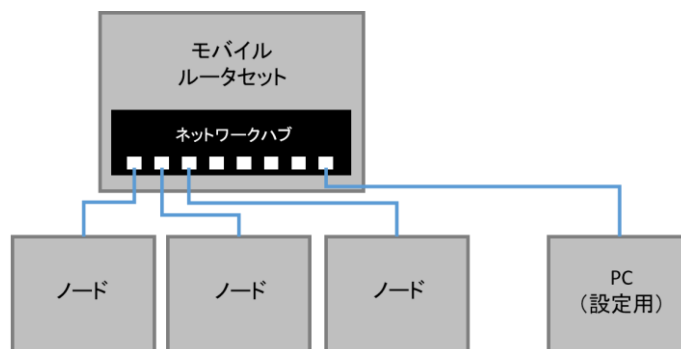 モバイル
ルータセット
ネットワークハブ
ノード
ノード
ノード
PC
（設定用）